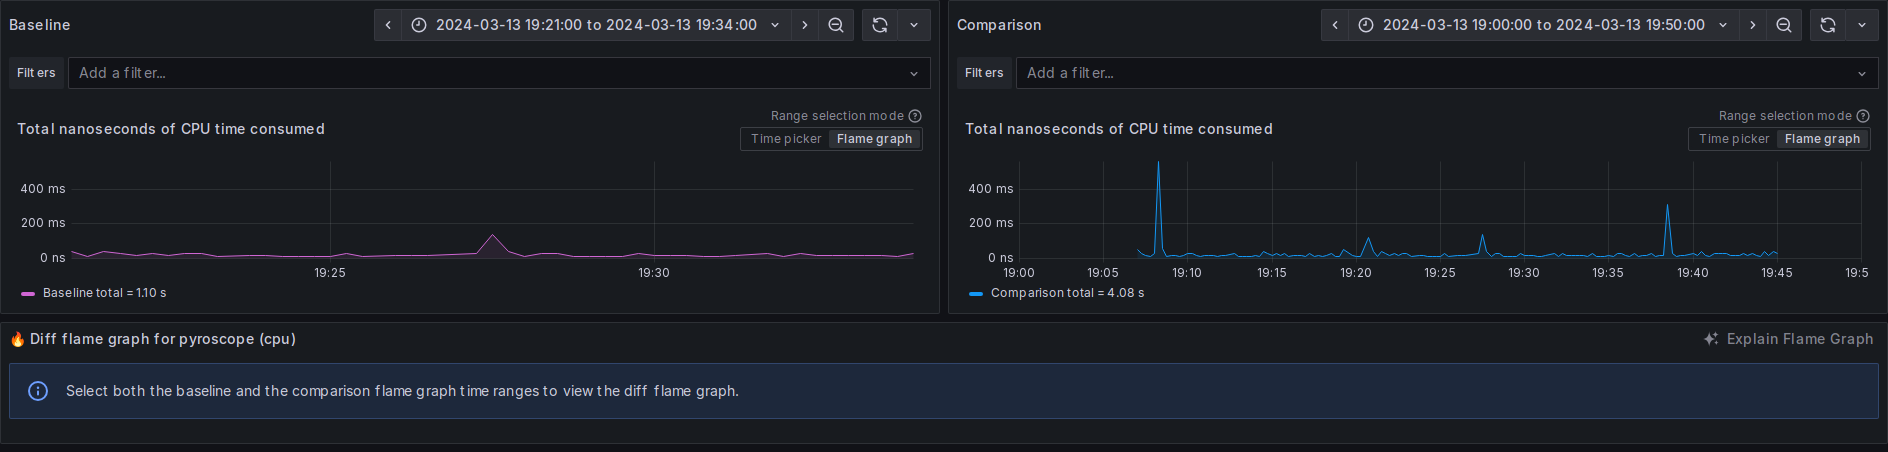 Baseline
2024-03-13 19:21:00 to 2024-03-13 19:34:00
Filters
Add a filter...
Total nanoseconds of CPU time consumed
Range selection mode
Time picker Flame graph
400 ms
200 ms
0 ns
19:25 19:30
Baseline total = 1.10 s
Comparison
2024-03-13 19:00:00 to 2024-03-13 19:50:00
Filters
Add a filter...
Total nanoseconds of CPU time consumed
Range selection mode
Time picker Flame graph
400 ms
200 ms
0 ns
19:00 19:05 19:10 19:15 19:20 19:25 19:30 19:35 19:40 19:45 19:5
Comparison total = 4.08 s
🔥 Diff flame graph for pyroscope (cpu)
Explain Flame Graph
Select both the baseline and the comparison flame graph time ranges to view the diff flame graph.